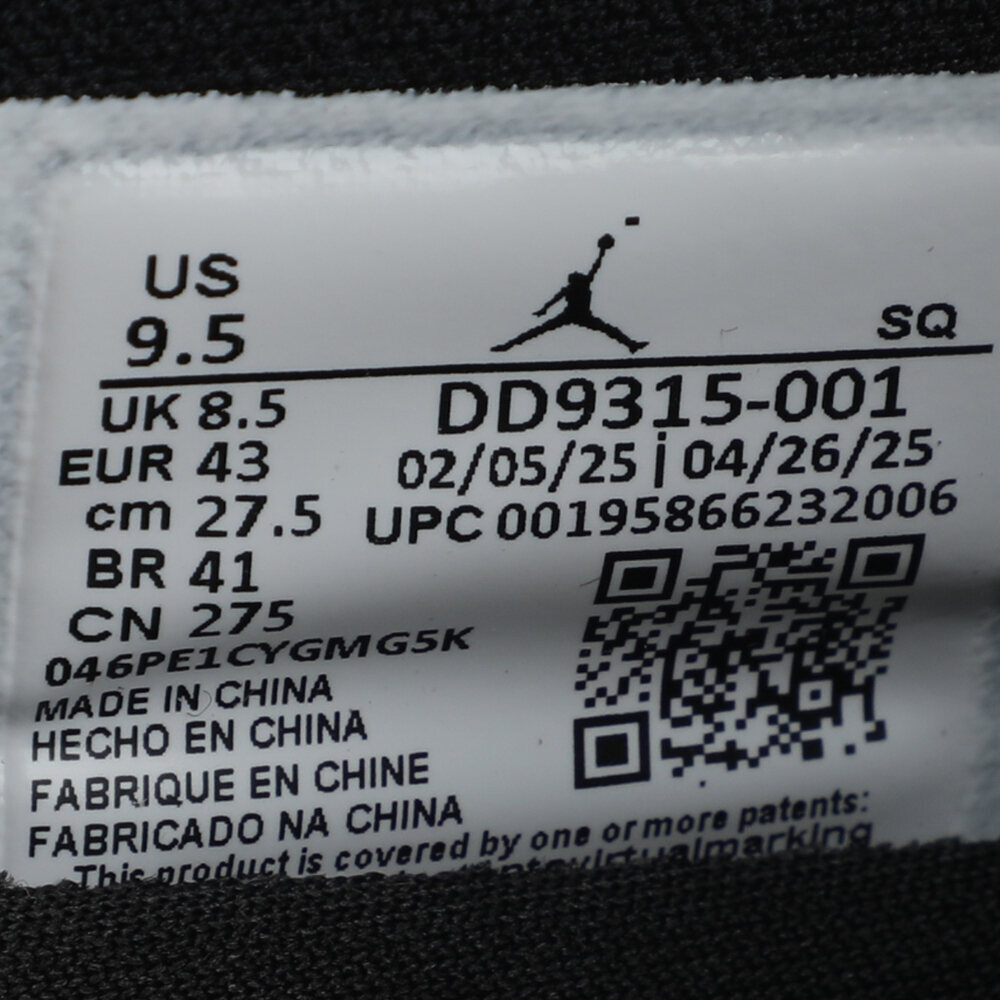 US
9.5
SQ
UK 8.5
DD9315-001
EUR 43
02/05/25 | 04/26/25
cm 27.5
UPC 00195866232006
BR 41
CN 275
046PE1CYGMG5K
MADE IN CHINA
HECHO EN CHINA
FABRIQUE EN CHINE
FABRICADO NA CHINA
This product is covered by one or more patents:
virtualmarking